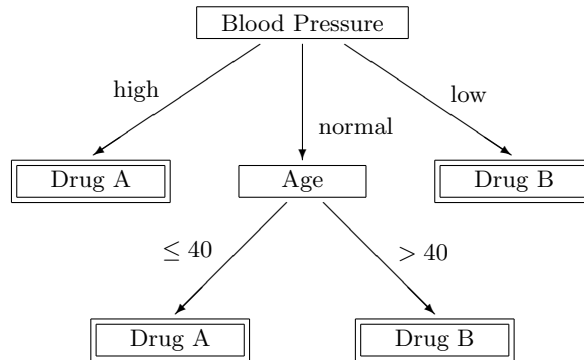 Blood Pressure
high
low
normal
Drug A
Age
Drug B
≤ 40
> 40
Drug A
Drug B